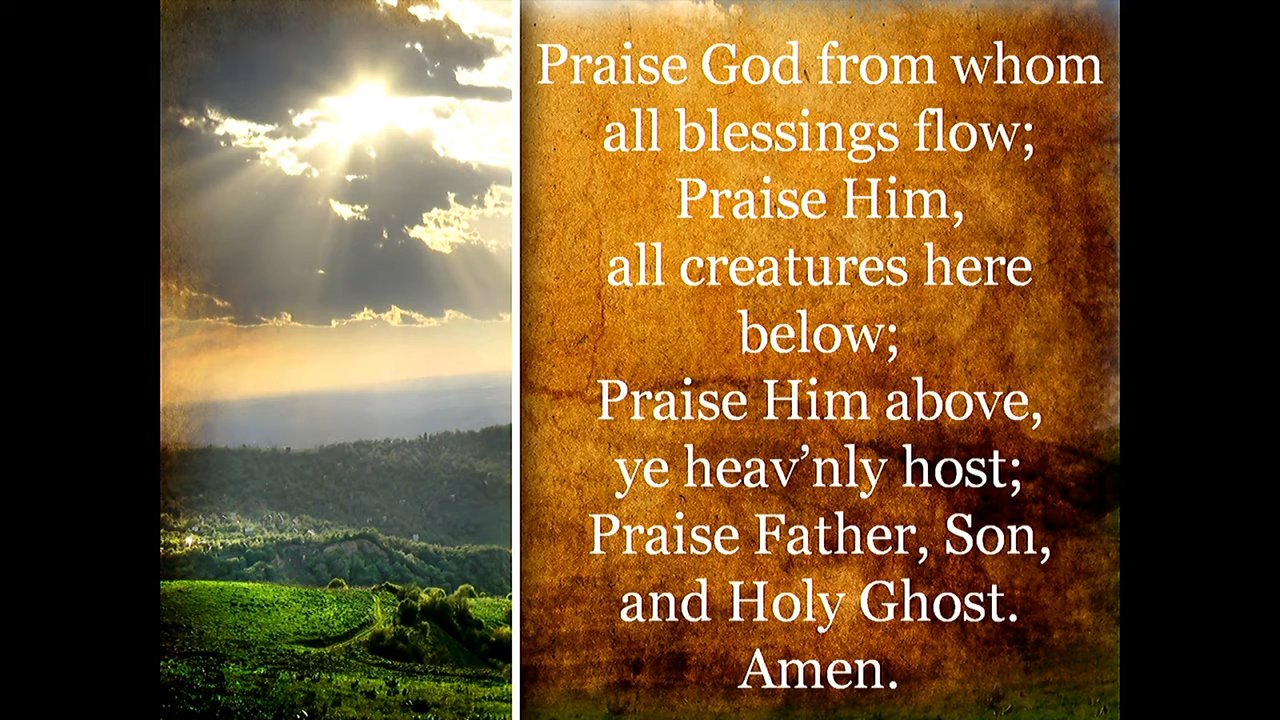 Praise God from whom
all blessings flow;
Praise Him,
all creatures here
below;
Praise Him above,
ye heav’nly host;
Praise Father, Son,
and Holy Ghost.
Amen.